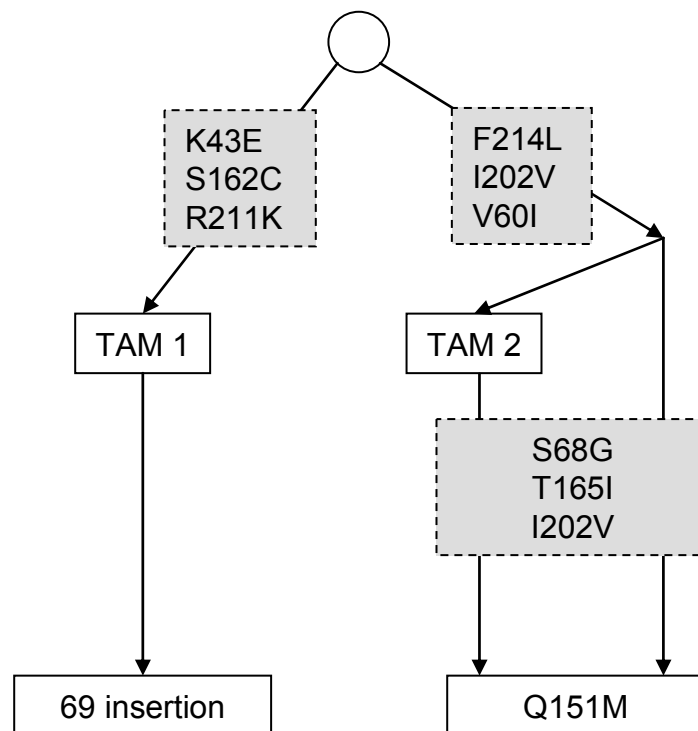 K43E
S162C
R211K
F214L
I202V
V60I
TAM 1
TAM 2
S68G
T165I
I202V
69 insertion
Q151M